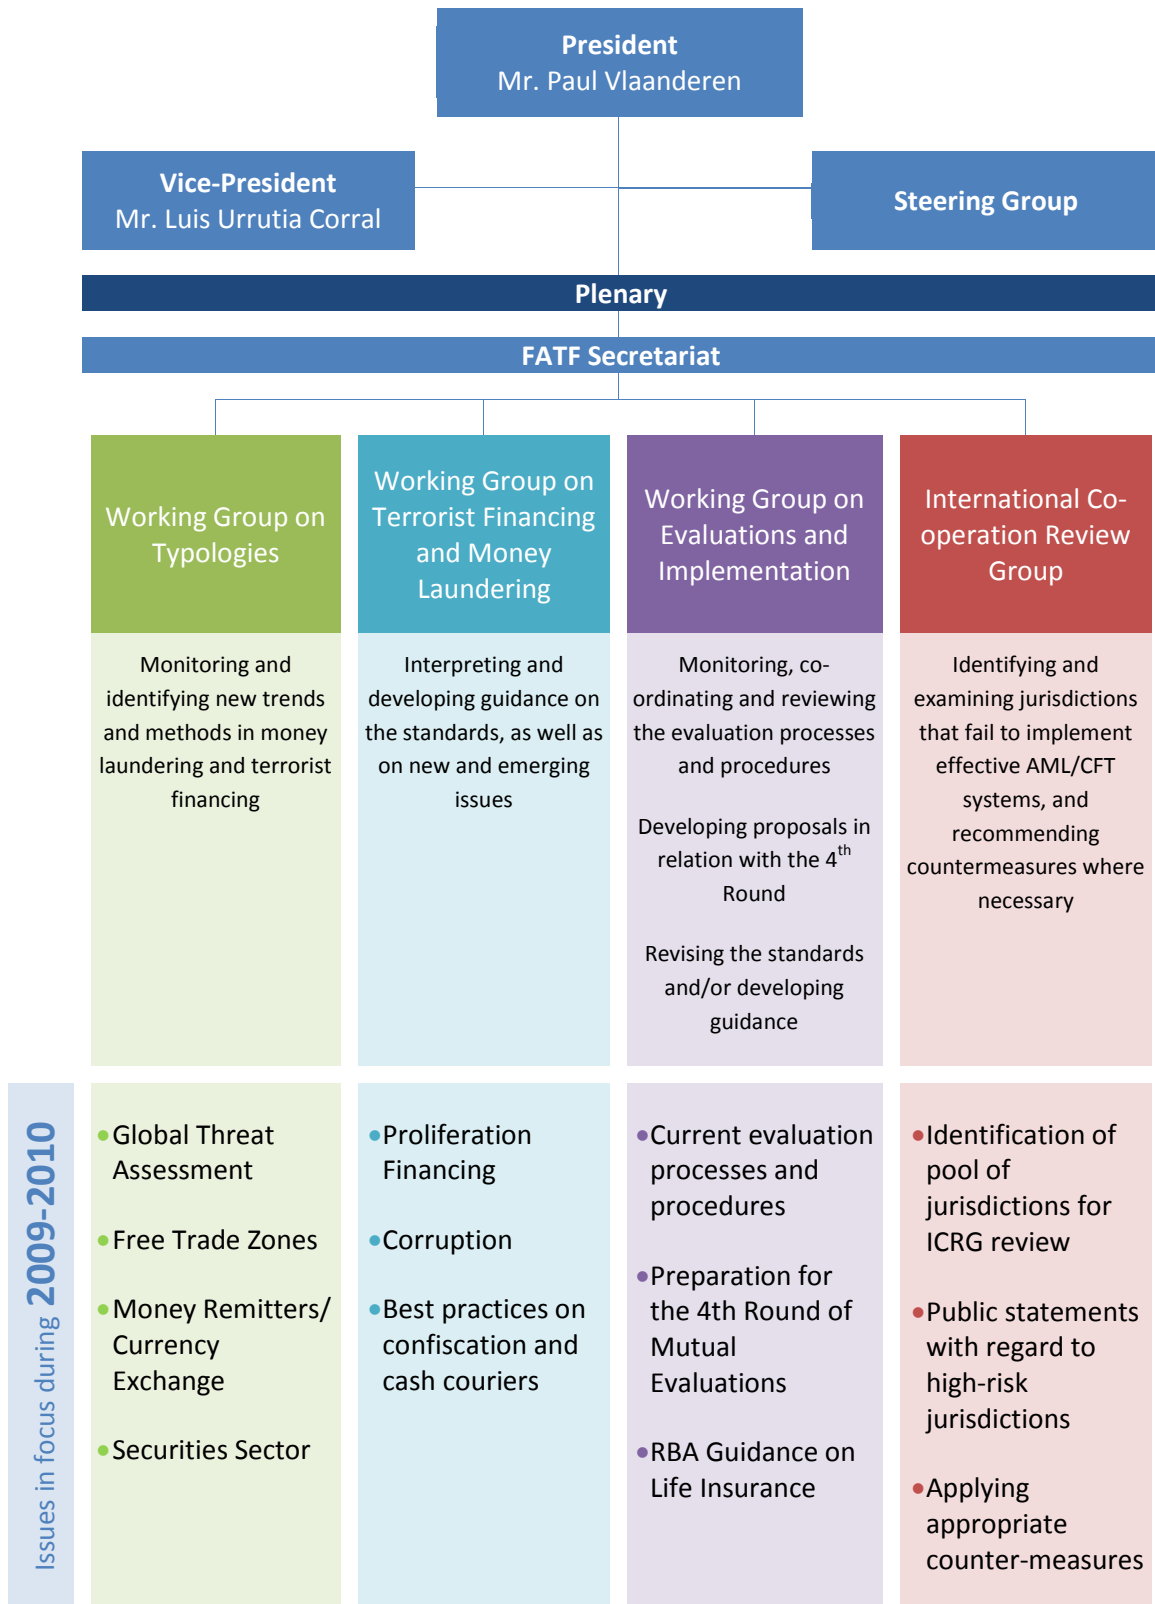 President
Mr. Paul Vlaanderen
Vice-President
Mr. Luis Urrutia Corral
Steering Group
Plenary
FATF Secretariat
Working Group on
Typologies
Monitoring and
identifying new trends
and methods in money
laundering and terrorist
financing
Working Group on
Terrorist Financing
and Money
Laundering
Interpreting and
developing guidance on
the standards, as well as
on new and emerging
issues
Working Group on
Evaluations and
Implementation
Monitoring, co-
ordinating and reviewing
the evaluation processes
and procedures
Developing proposals in
relation with the 4th
Round
Revising the standards
and/or developing
guidance
International Co-
operation Review
Group
Identifying and
examining jurisdictions
that fail to implement
effective AML/CFT
systems, and
recommending
countermeasures where
necessary
Issues in focus during 2009-2010
•Global Threat
Assessment
•Free Trade Zones
•Money Remitters/
Currency
Exchange
•Securities Sector
•Proliferation
Financing
•Corruption
•Best practices on
confiscation and
cash couriers
•Current evaluation
processes and
procedures
•Preparation for
the 4th Round of
Mutual
Evaluations
•RBA Guidance on
Life Insurance
•Identification of
pool of
jurisdictions for
ICRG review
•Public statements
with regard to
high-risk
jurisdictions
•Applying
appropriate
counter-measures